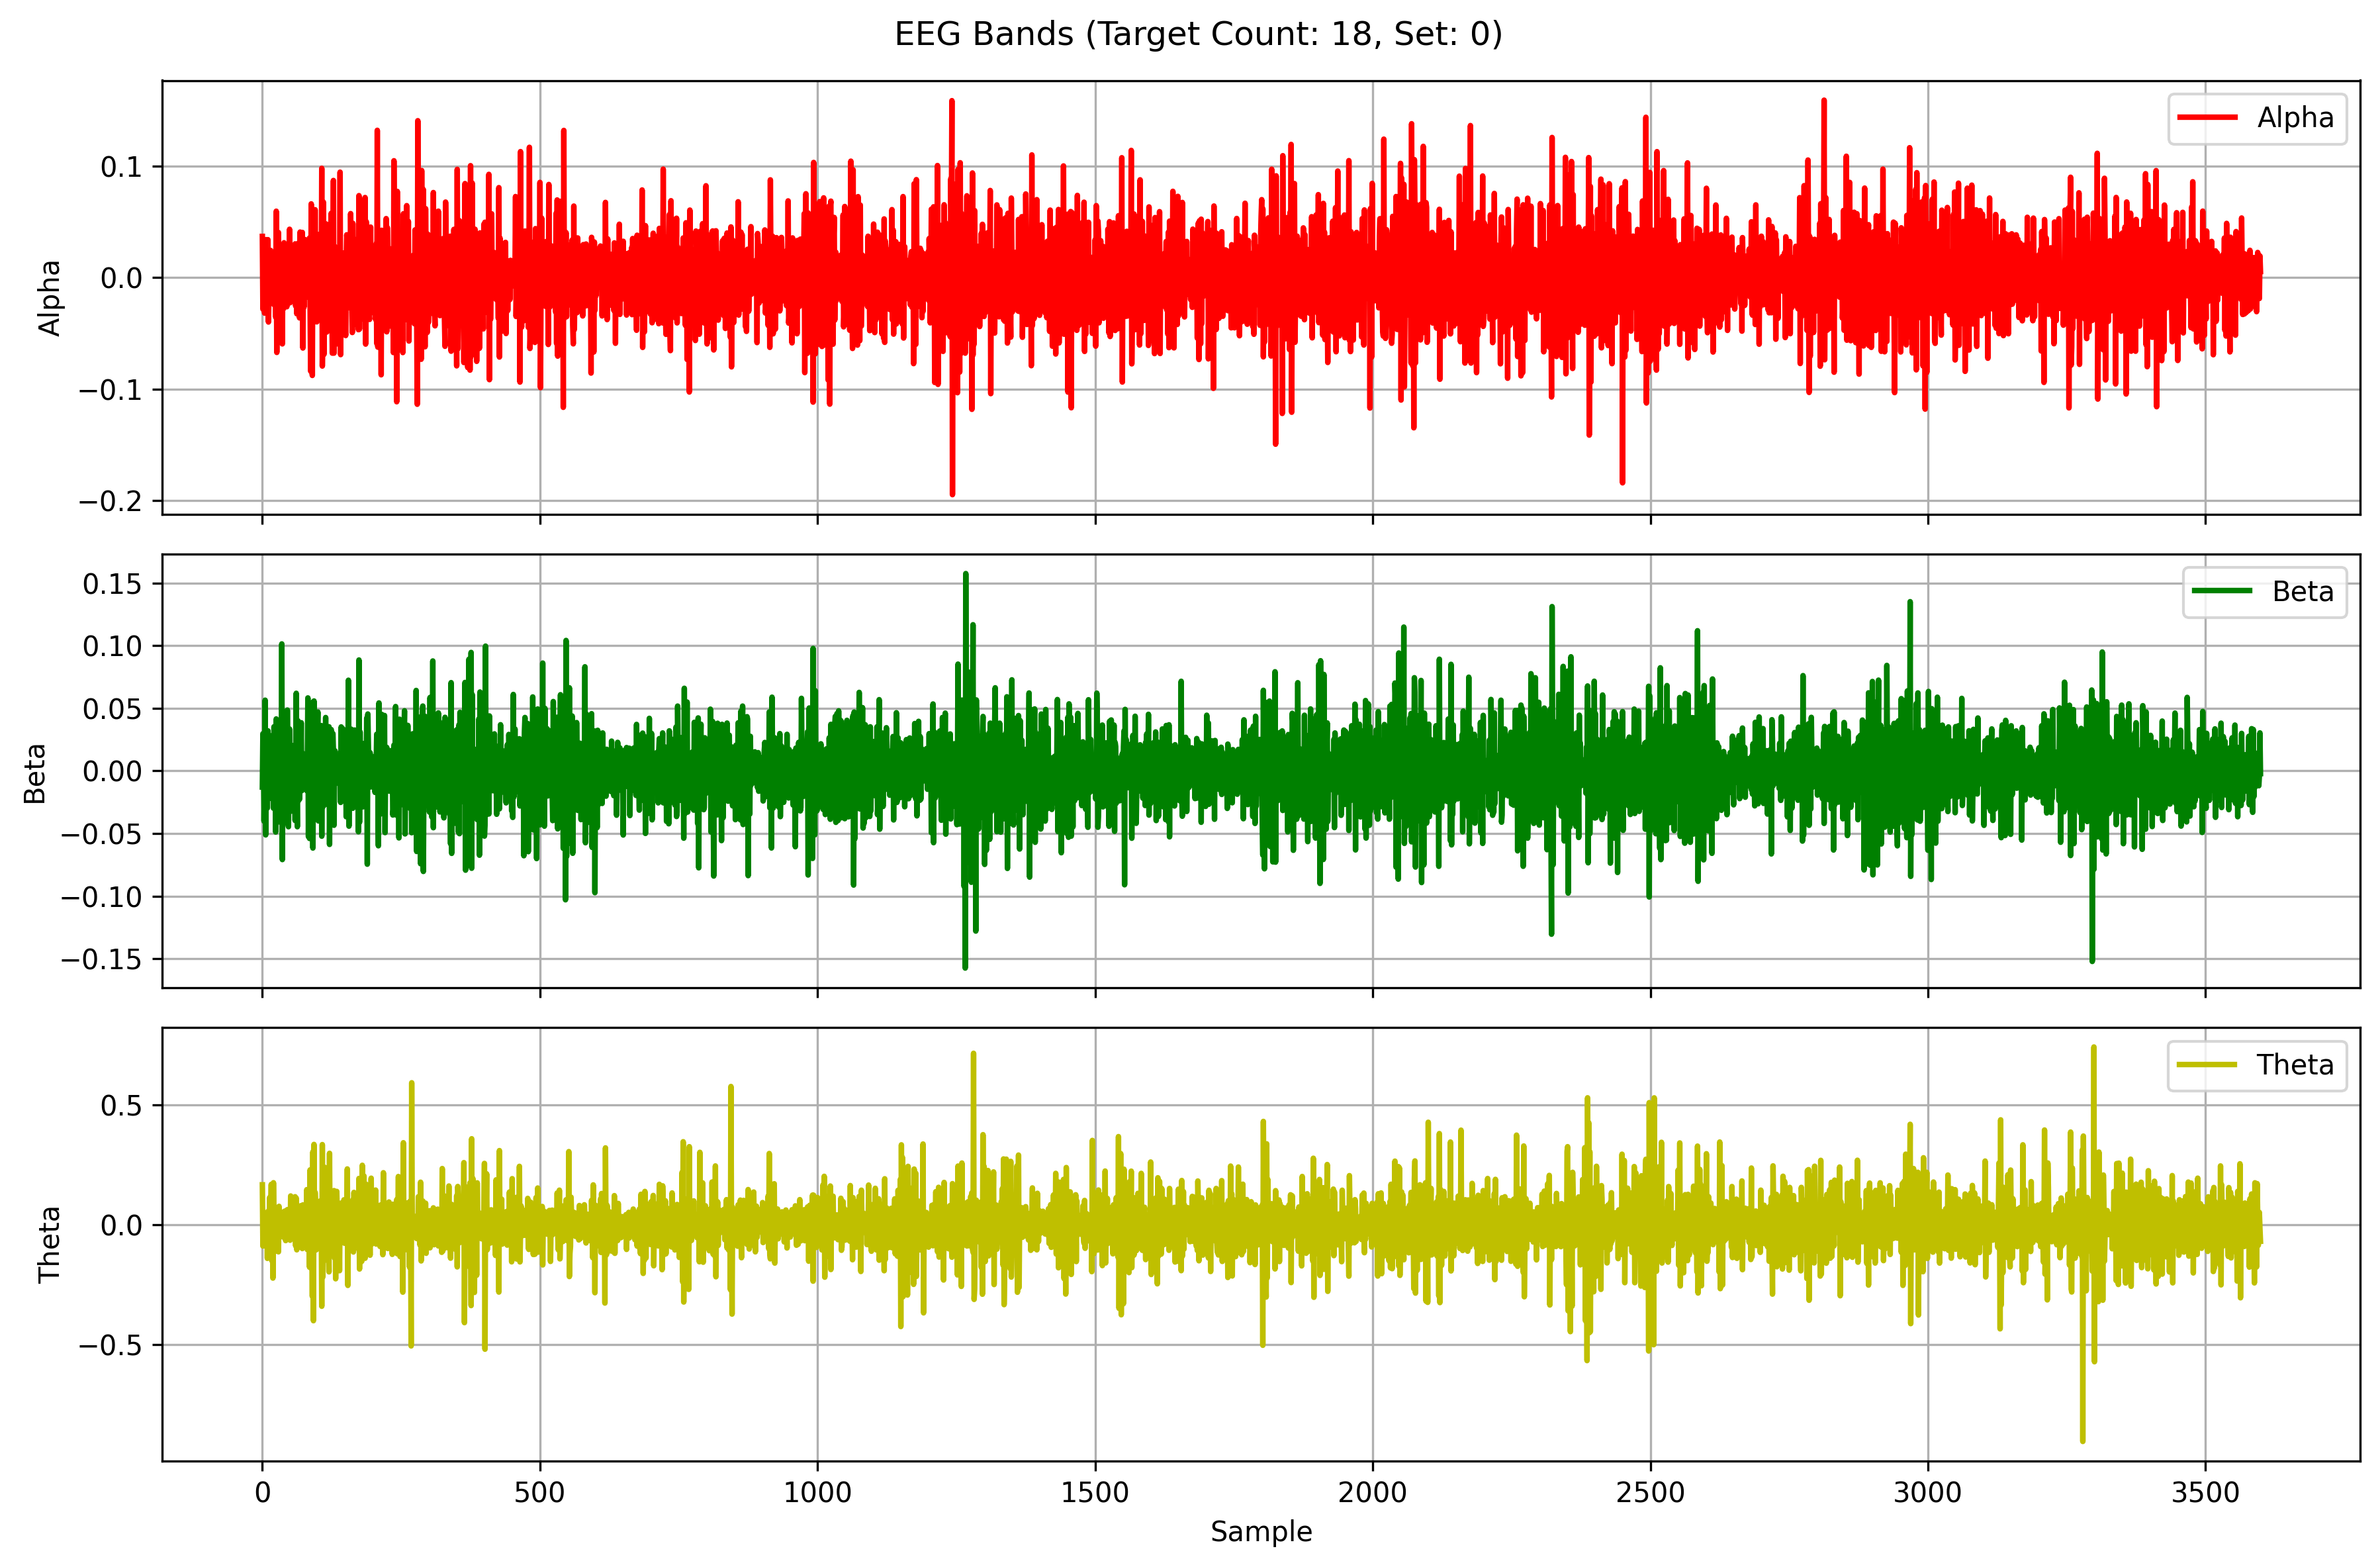 EEG Bands (Target Count: 18, Set: 0)
Alpha
0.1
0.0
−0.1
−0.2
Alpha
Beta
0.15
0.10
0.05
0.00
−0.05
−0.10
−0.15
Beta
Theta
0.5
0.0
−0.5
Theta
0 500 1000 1500 2000 2500 3000 3500
Sample